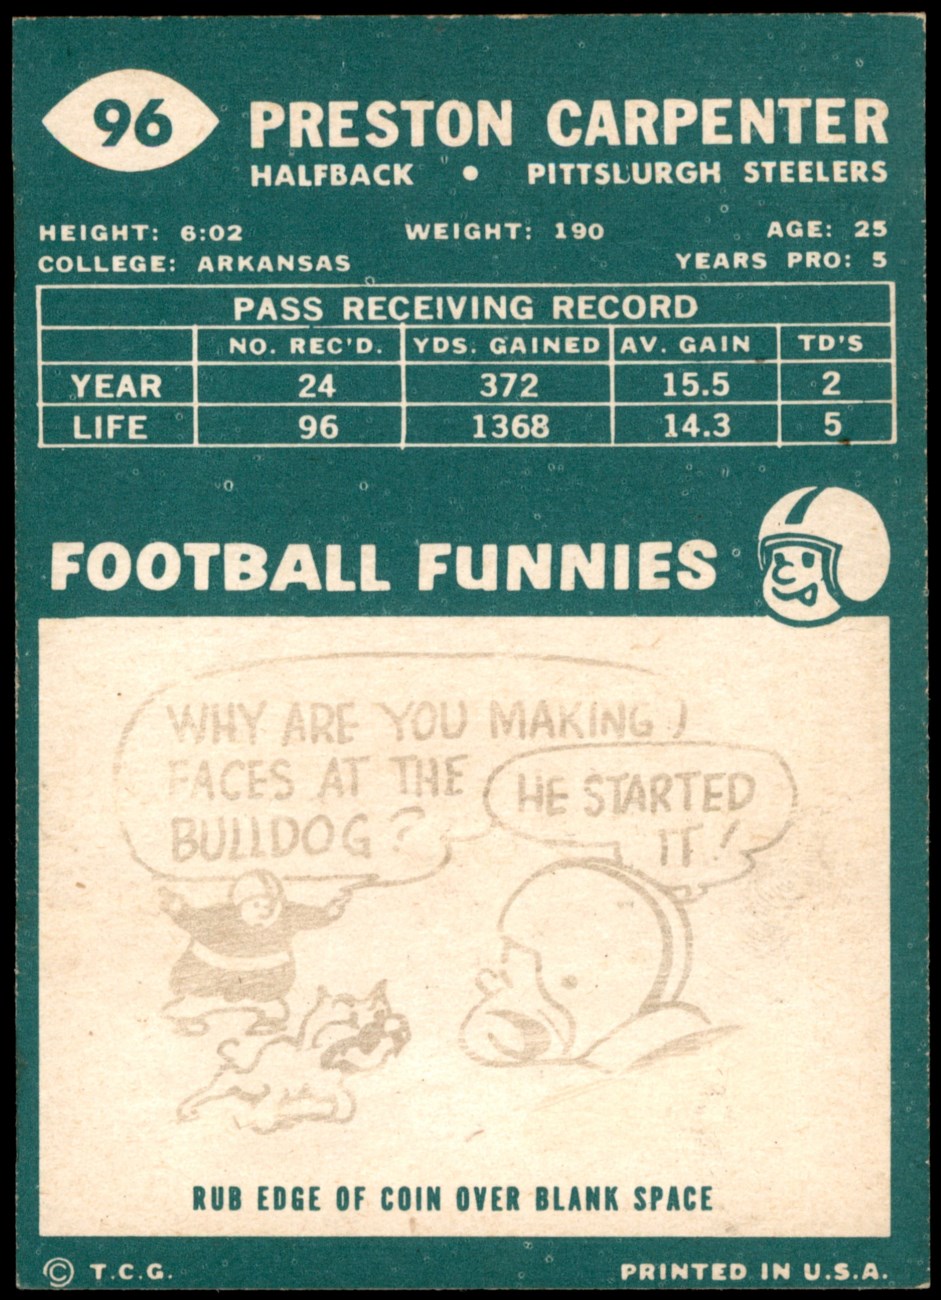 96
PRESTON CARPENTER
HALFBACK • PITTSBURGH STEELERS
HEIGHT: 6:02 WEIGHT: 190 AGE: 25
COLLEGE: ARKANSAS YEARS PRO: 5
PASS RECEIVING RECORD
NO. REC'D. YDS. GAINED AV. GAIN TD'S
YEAR 24 372 15.5 2
LIFE 96 1368 14.3 5
FOOTBALL FUNNIES
WHY ARE YOU MAKING
FACES AT THE
BULLDOG?
HE STARTED
IT!
RUB EDGE OF COIN OVER BLANK SPACE
© T.C.G. PRINTED IN U.S.A.